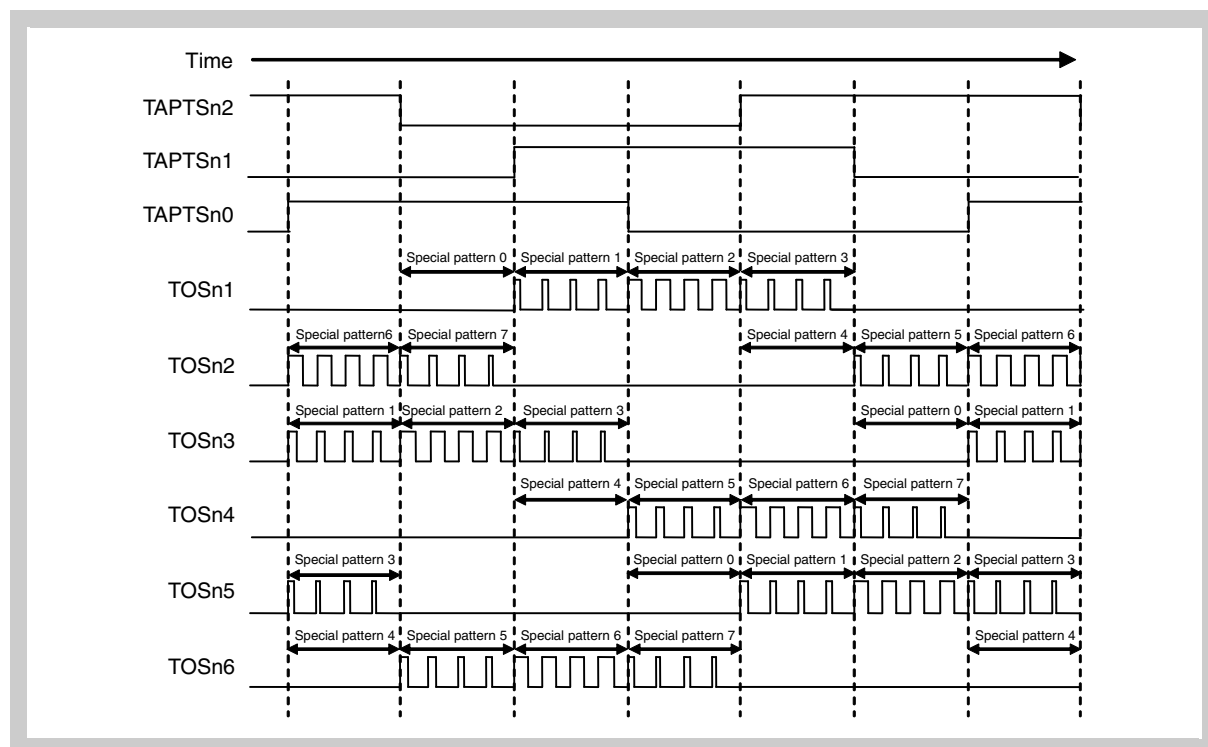 Time
TAPTSn2
TAPTSn1
TAPTSn0
Special pattern 0 Special pattern 1 Special pattern 2 Special pattern 3
TOSn1
Special pattern6 Special pattern 7 Special pattern 4 Special pattern 5 Special pattern 6
TOSn2
Special pattern 1 Special pattern 2 Special pattern 3 Special pattern 0 Special pattern 1
TOSn3
Special pattern 4 Special pattern 5 Special pattern 6 Special pattern 7
TOSn4
Special pattern 3 Special pattern 0 Special pattern 1 Special pattern 2 Special pattern 3
TOSn5
Special pattern 4 Special pattern 5 Special pattern 6 Special pattern 7 Special pattern 4
TOSn6